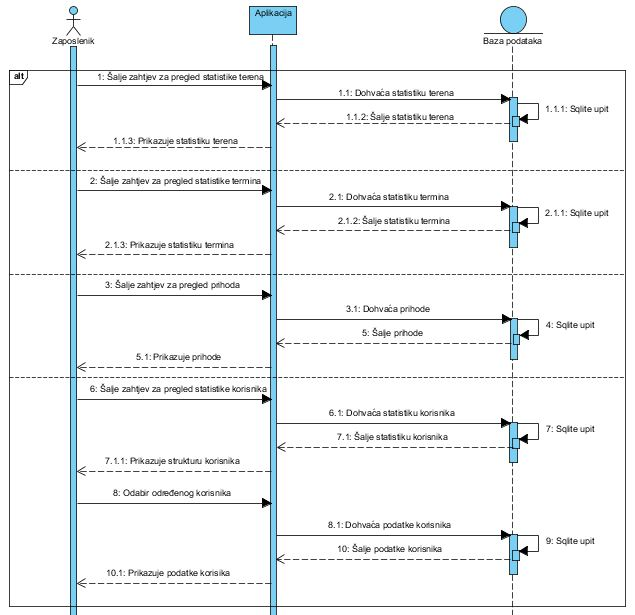 Zaposlenik
Aplikacija
Baza podataka
alt
1: Šalje zahtjev za pregled statistike terena
1.1: Dohvaća statistiku terena
1.1.1: Sqlite upit
1.1.2: Šalje statistiku terena
1.1.3: Prikazuje statistiku terena
2: Šalje zahtjev za pregled statistike termina
2.1: Dohvaća statistiku termina
2.1.1: Sqlite upit
2.1.2: Šalje statistiku termina
2.1.3: Prikazuje statistiku termina
3: Šalje zahtjev za pregled prihoda
3.1: Dohvaća prihode
4: Sqlite upit
5: Šalje prihode
5.1: Prikazuje prihode
6: Šalje zahtjev za pregled statistike korisnika
6.1: Dohvaća statistiku korisnika
7: Sqlite upit
7.1: Šalje statistiku korisnika
7.1.1: Prikazuje strukturu korisnika
8: Odabir određenog korisnika
8.1: Dohvaća podatke korisnika
9: Sqlite upit
10: Šalje podatke korisnika
10.1: Prikazuje podatke korisika